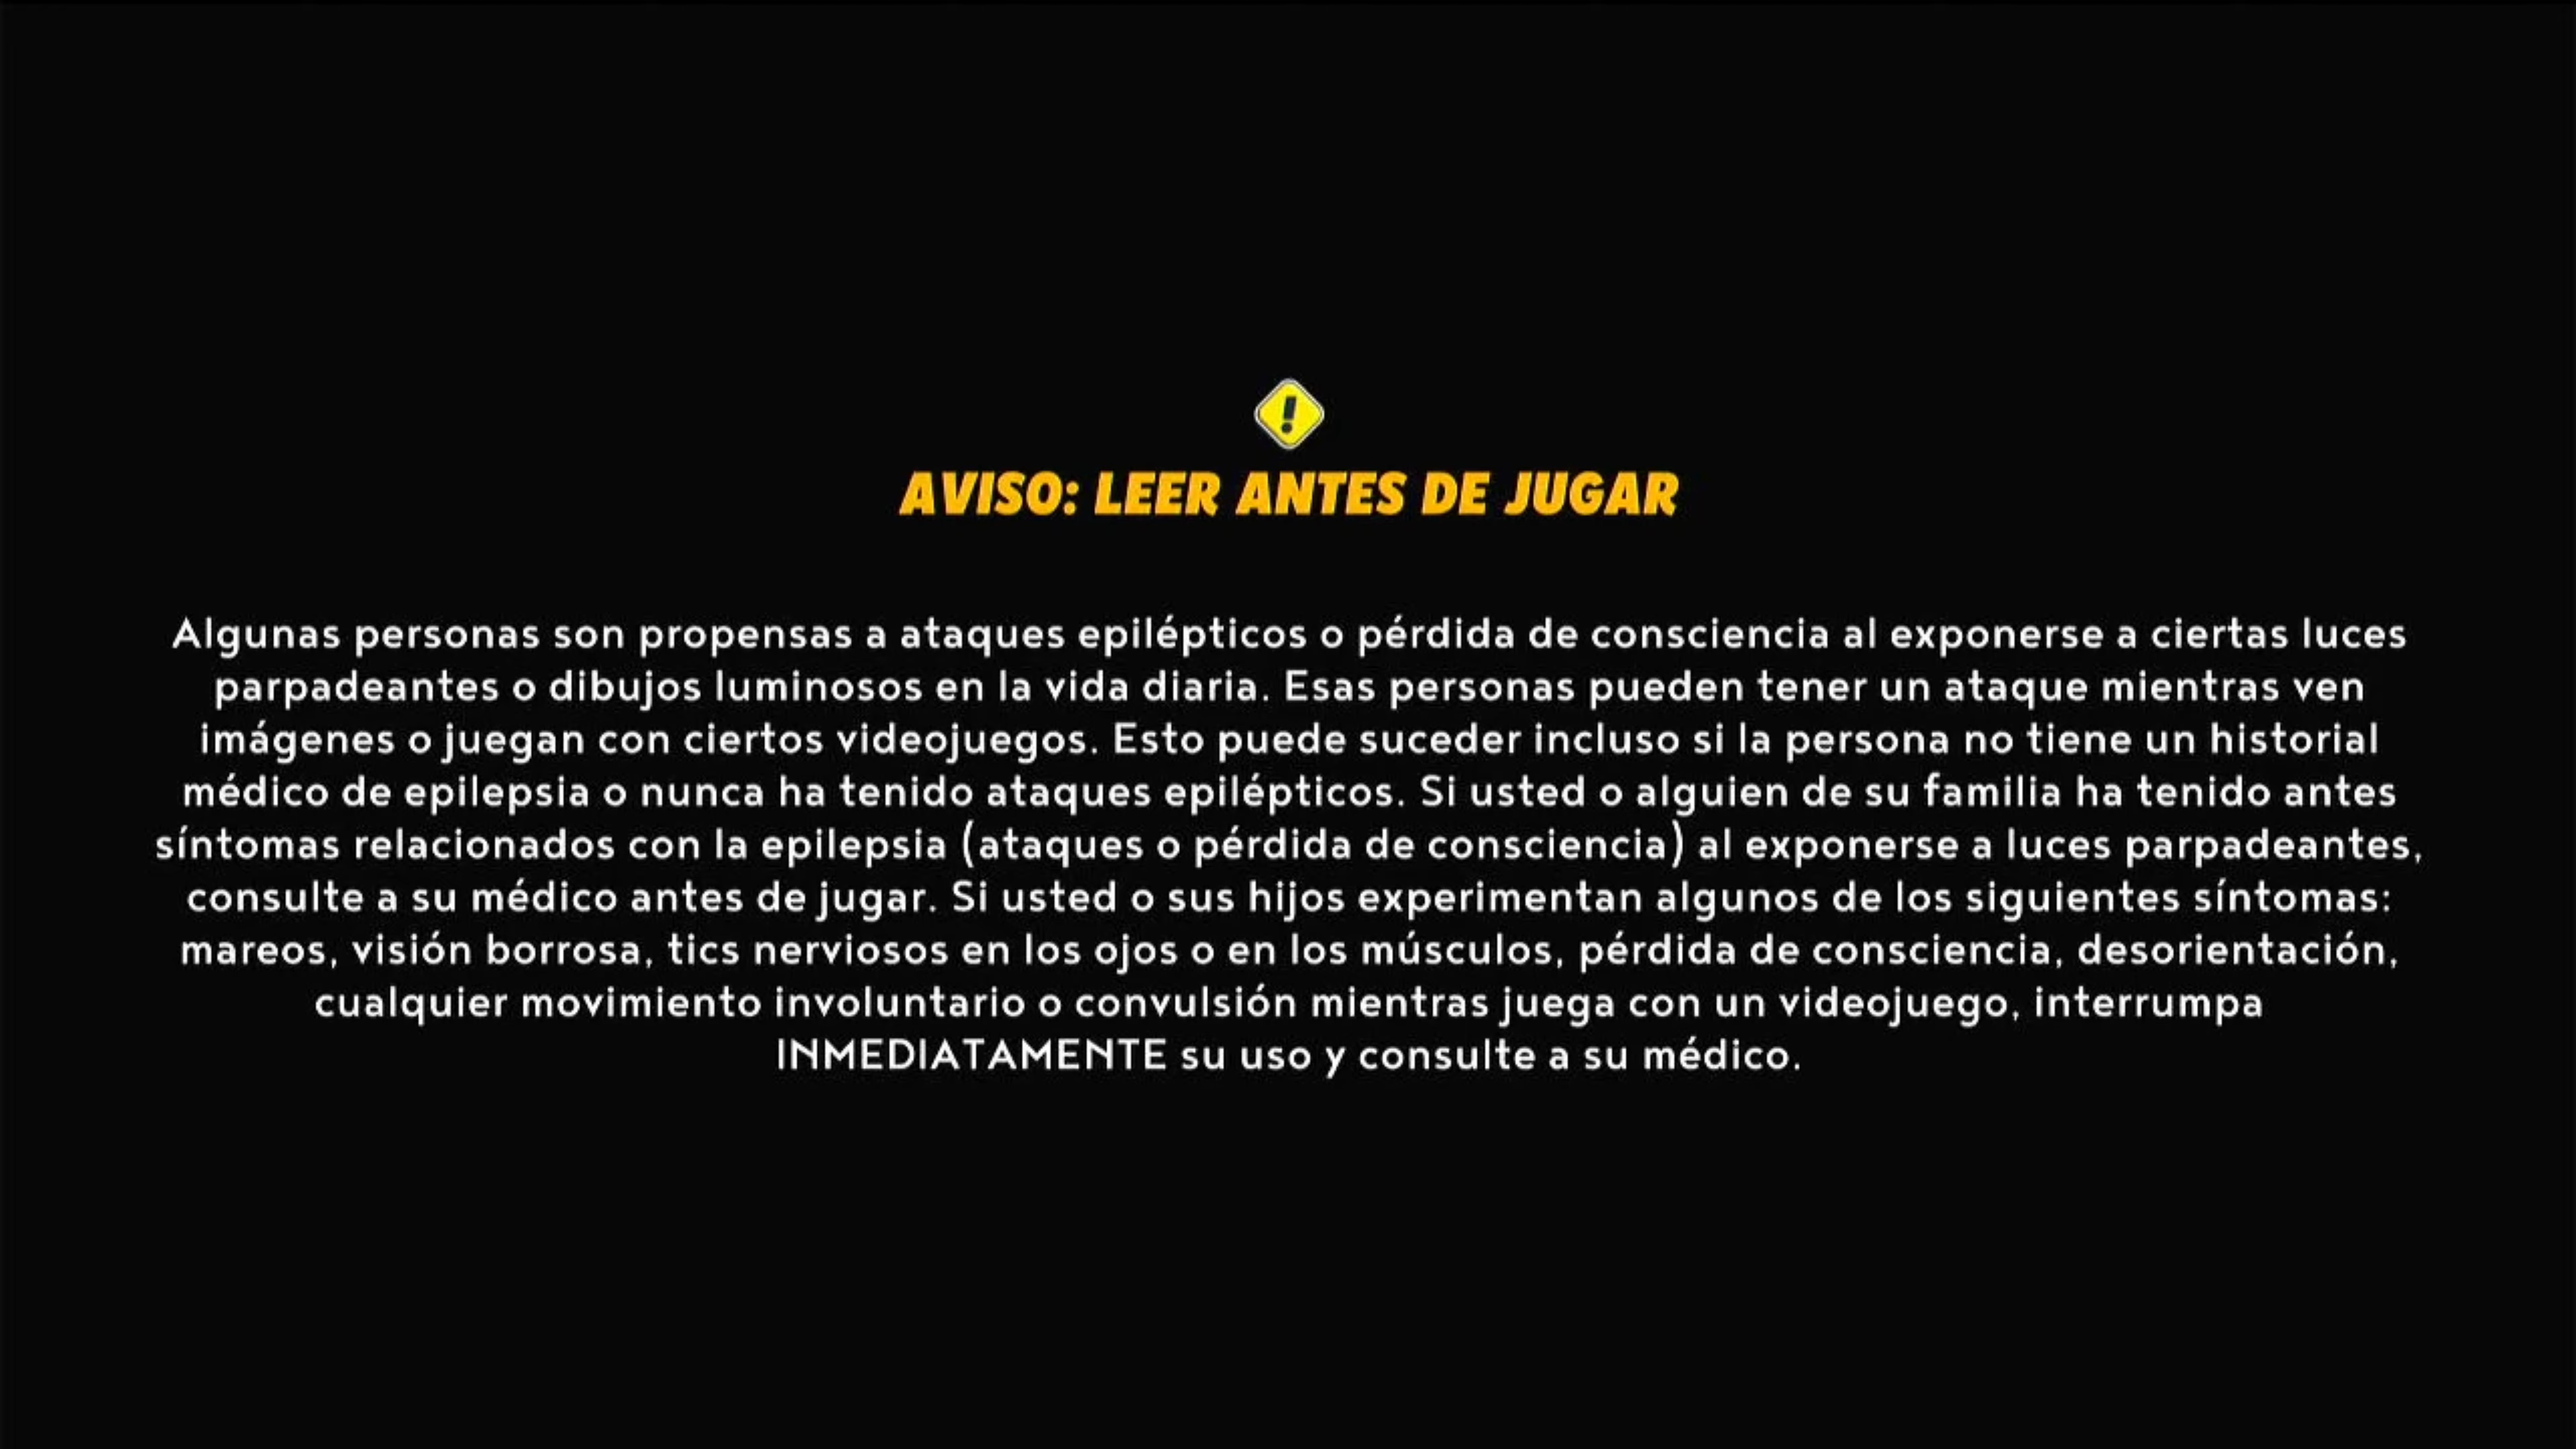 AVISO: LEER ANTES DE JUGAR
Algunas personas son propensas a ataques epilépticos o pérdida de consciencia al exponerse a ciertas luces
parpadeantes o dibujos luminosos en la vida diaria. Esas personas pueden tener un ataque mientras ven
imágenes o juegan con ciertos videojuegos. Esto puede suceder incluso si la persona no tiene un historial
médico de epilepsia o nunca ha tenido ataques epilépticos. Si usted o alguien de su familia ha tenido antes
síntomas relacionados con la epilepsia (ataques o pérdida de consciencia) al exponerse a luces parpadeantes,
consulte a su médico antes de jugar. Si usted o sus hijos experimentan algunos de los siguientes síntomas:
mareos, visión borrosa, tics nerviosos en los ojos o en los músculos, pérdida de consciencia, desorientación,
cualquier movimiento involuntario o convulsión mientras juega con un videojuego, interrumpa
INMEDIATAMENTE su uso y consulte a su médico.